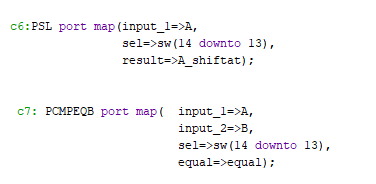 c6:PSL port map(input_1=>A,
sel=>sw(14 downto 13),
result=>A_shiftat);
c7: PCMPEQB port map( input_1=>A,
input_2=>B,
sel=>sw(14 downto 13),
equal=>equal);